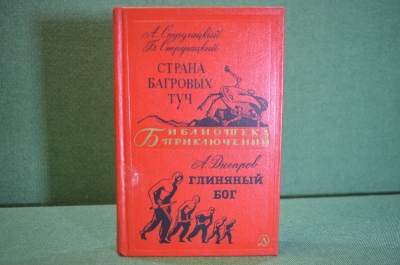 А. Стругацкий
Б. Стругацкий
СТРАНА
БАГРОВЫХ
ТУЧ
БИБЛИОТЕКА
ПРИКЛЮЧЕНИЙ
А. Днепров
ГЛИНЯНЫЙ
БОГ